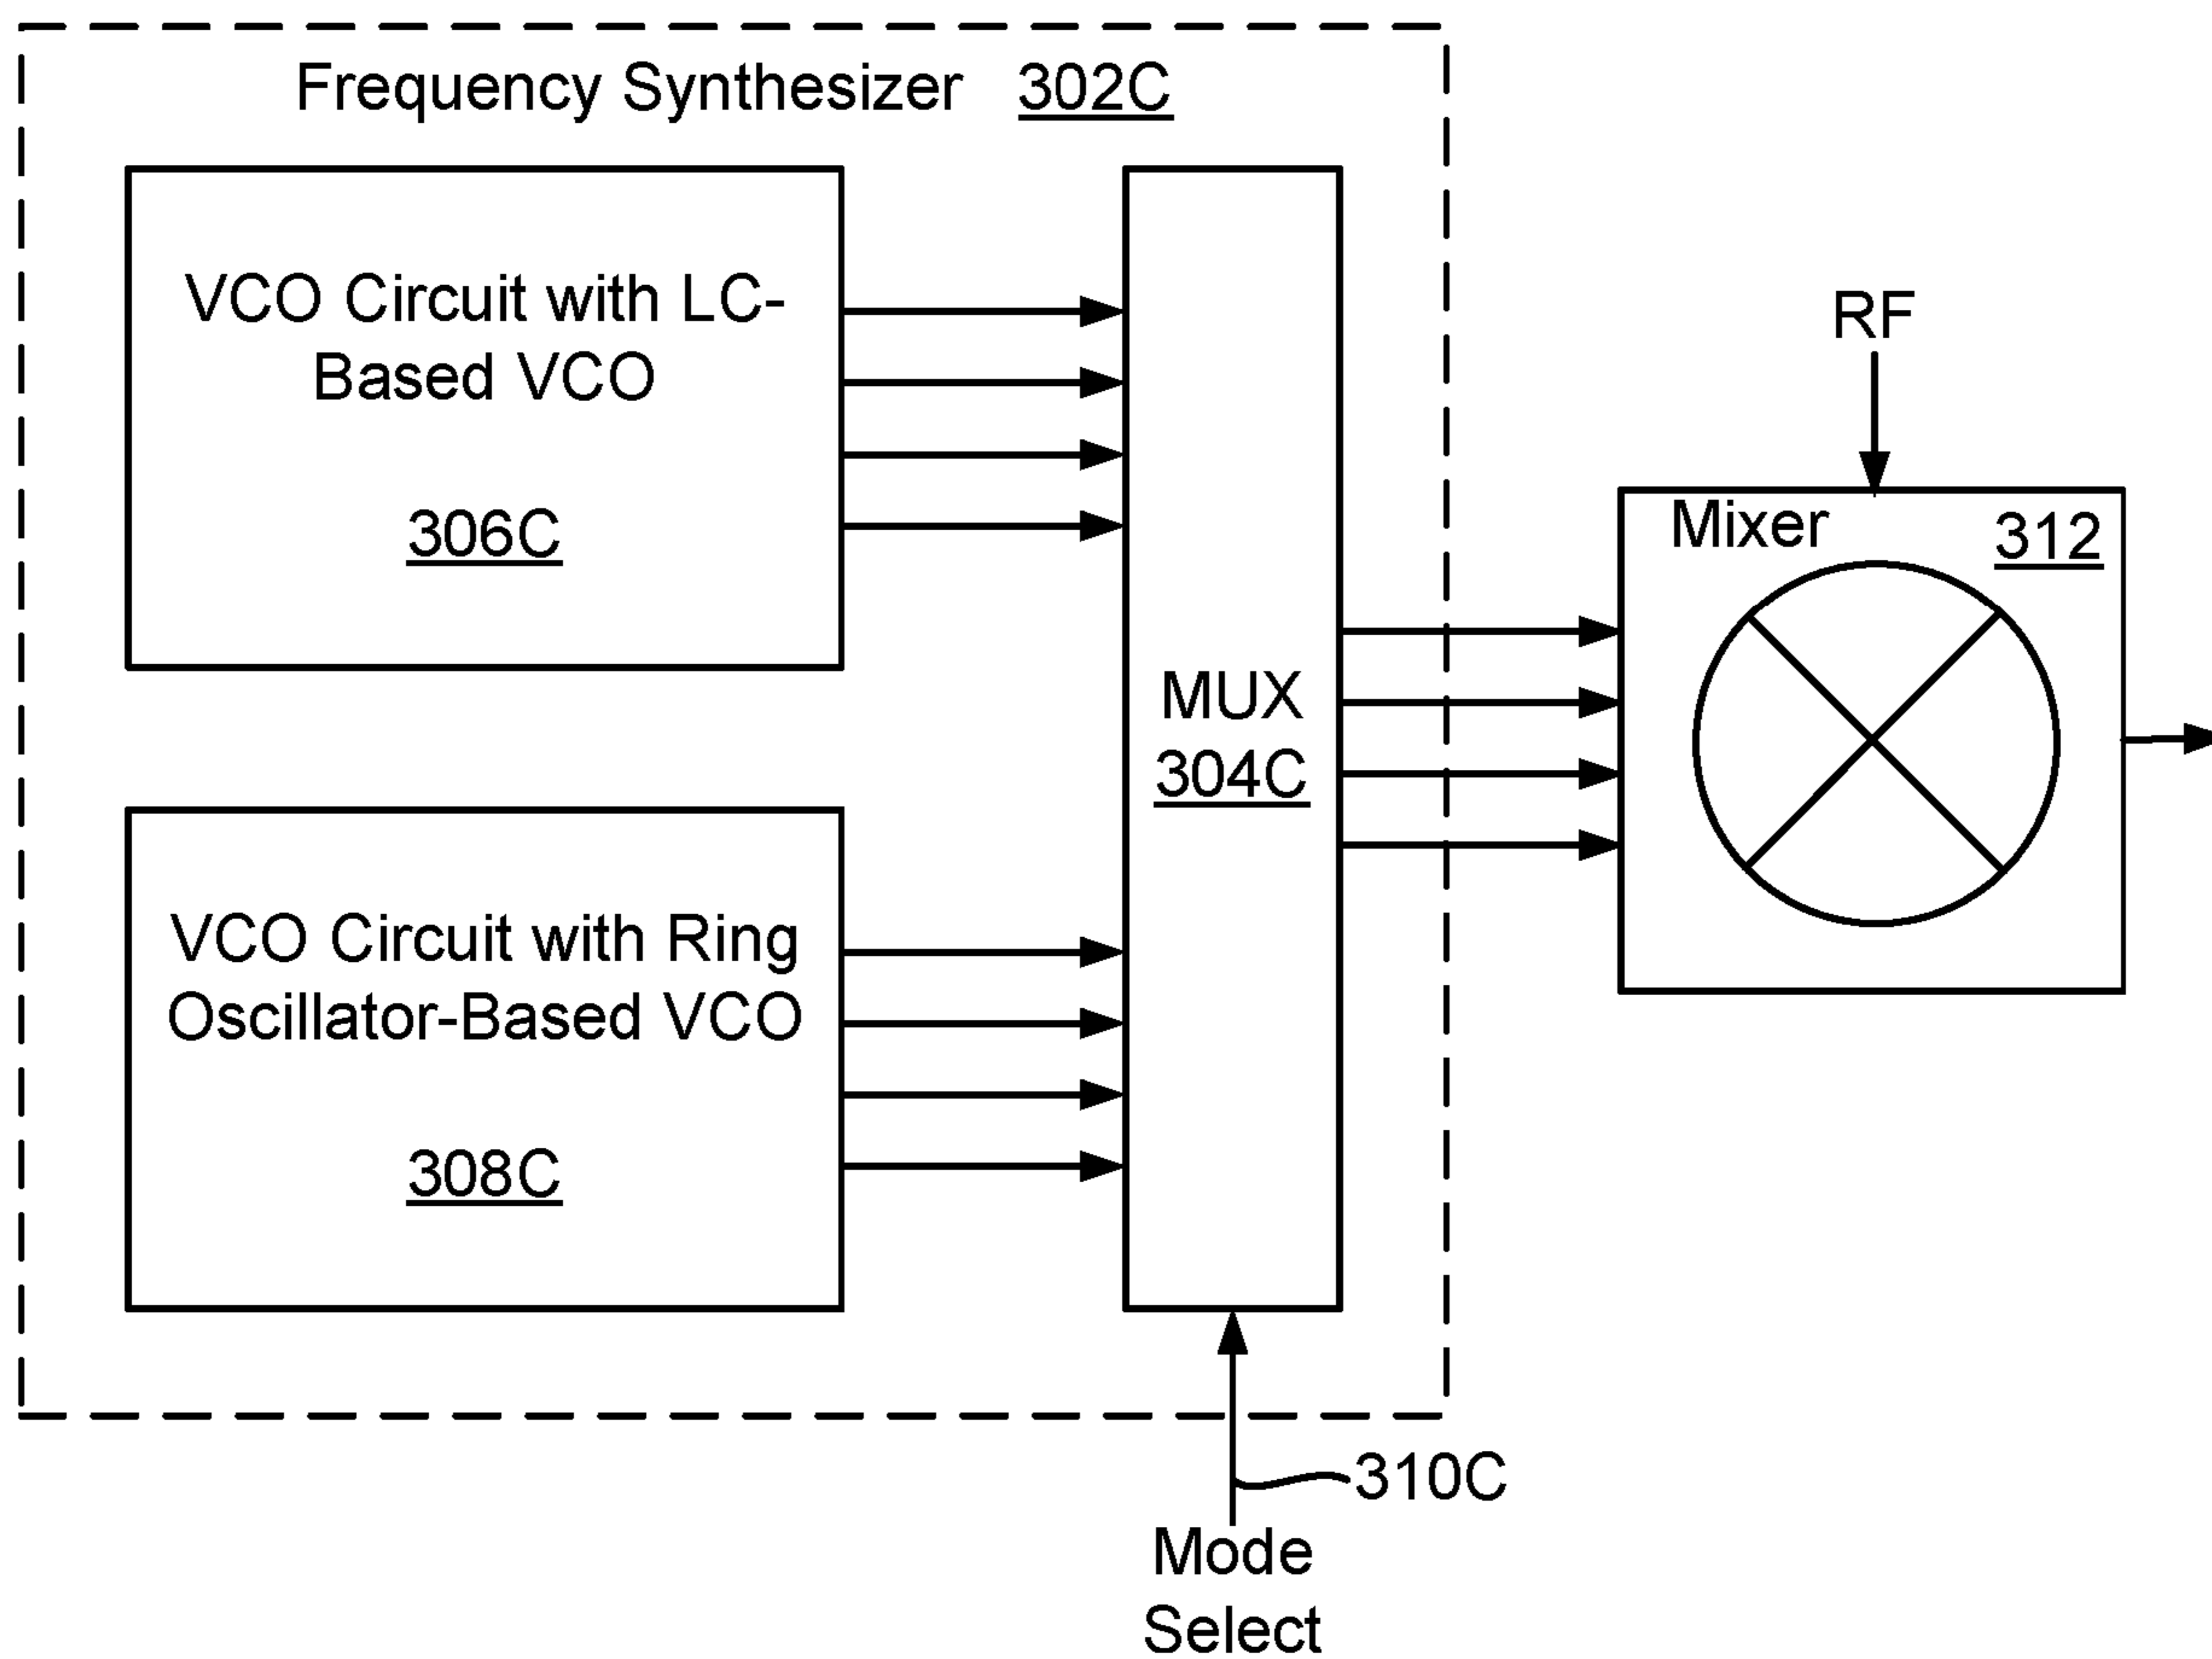 Frequency Synthesizer 302C
VCO Circuit with LC-
Based VCO
306C
VCO Circuit with Ring
Oscillator-Based VCO
308C
MUX
304C
RF
Mixer 312
310C
Mode
Select